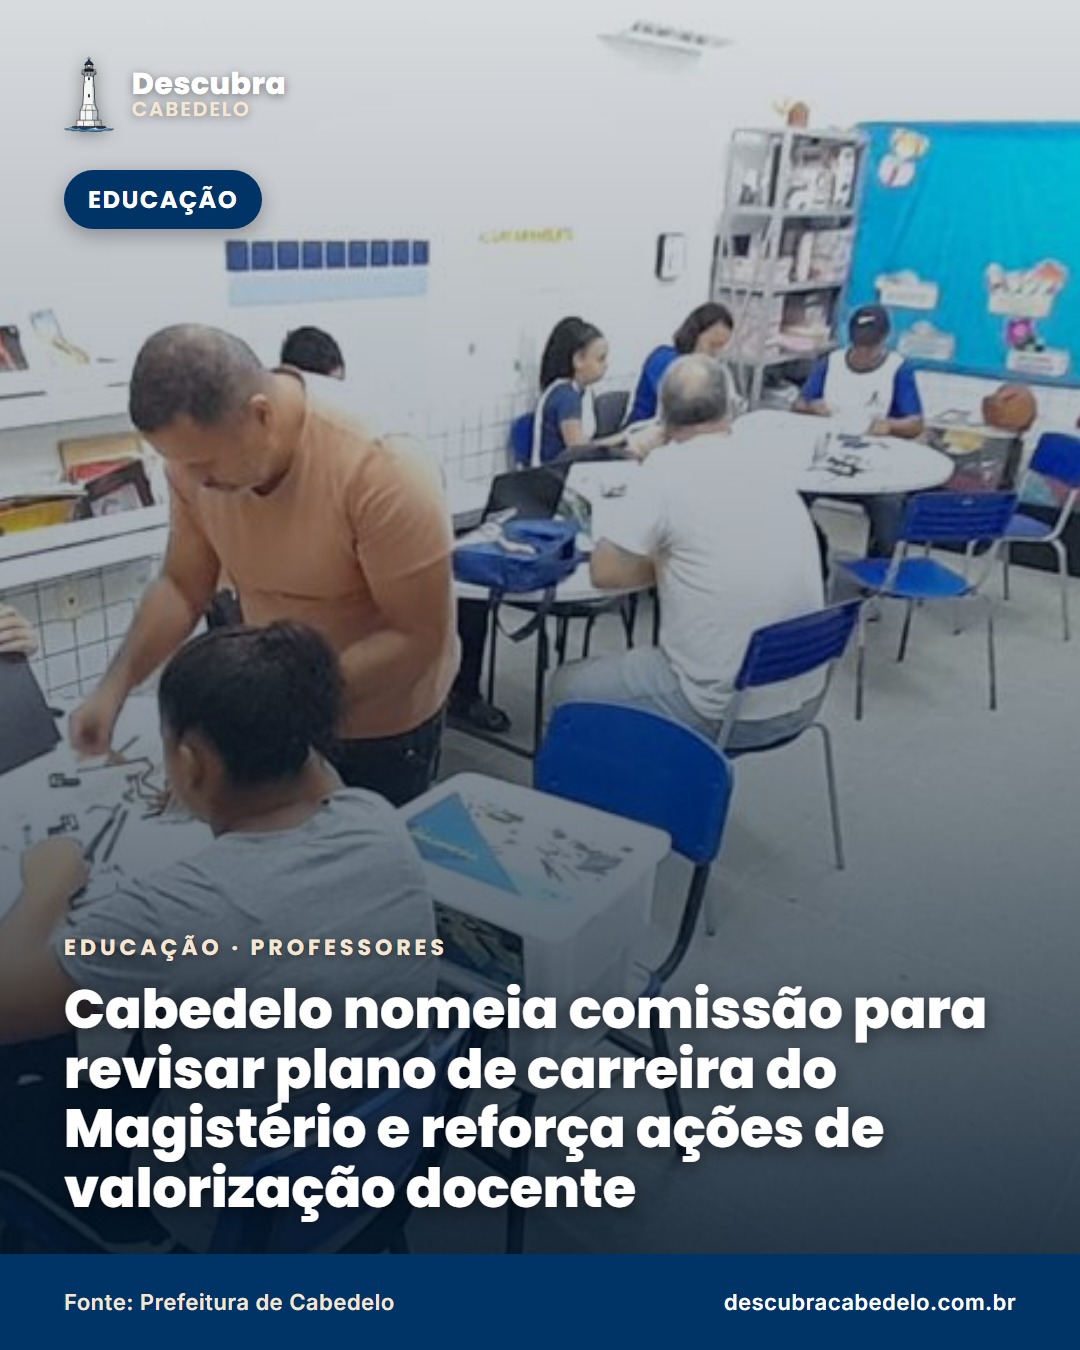 Descubra
CABEDELO
EDUCAÇÃO
EDUCAÇÃO · PROFESSORES
Cabedelo nomeia comissão para
revisar plano de carreira do
Magistério e reforça ações de
valorização docente
Fonte: Prefeitura de Cabedelo
descubracabedelo.com.br